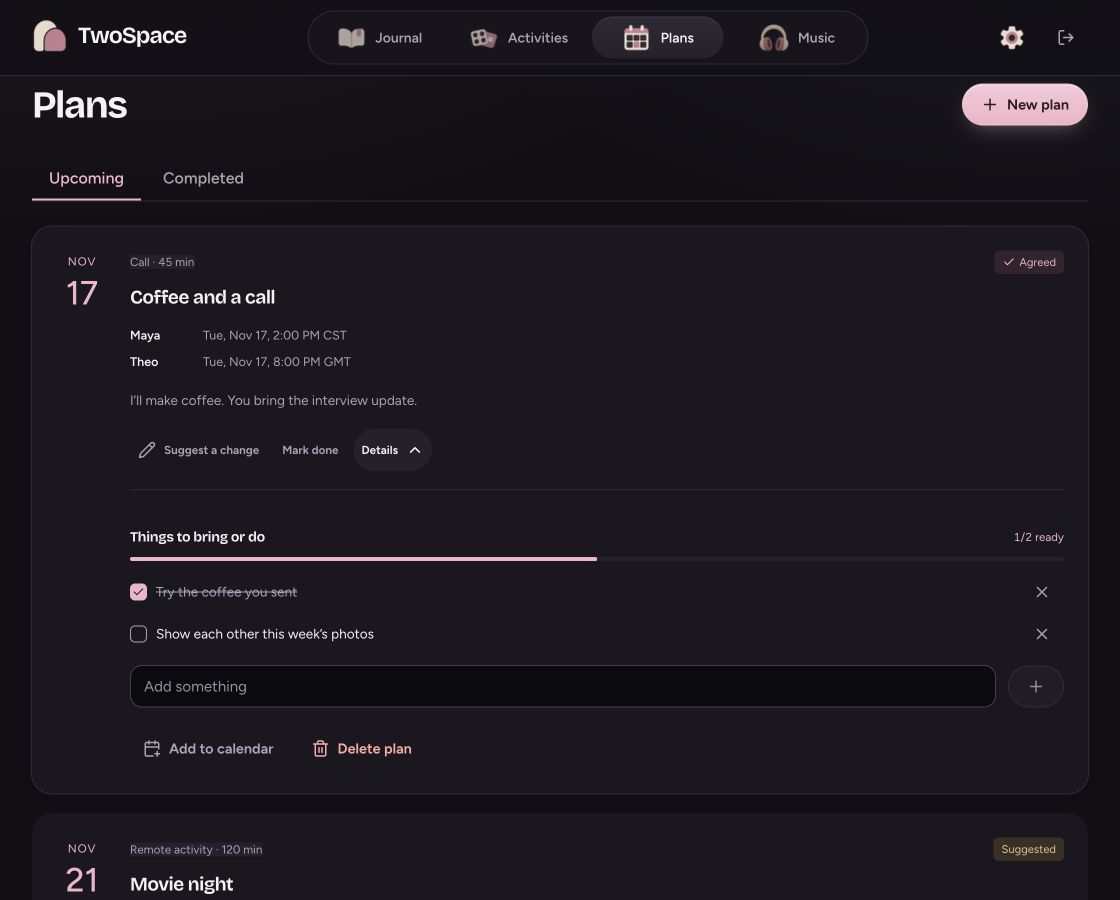 TwoSpace
Journal
Activities
Plans
Music
Plans
New plan
Upcoming
Completed
NOV
17
Call · 45 min
Agreed
Coffee and a call
Maya Tue, Nov 17, 2:00 PM CST
Theo Tue, Nov 17, 8:00 PM GMT
I’ll make coffee. You bring the interview update.
Suggest a change
Mark done
Details
Things to bring or do
1/2 ready
Try the coffee you sent
Show each other this week’s photos
Add something
Add to calendar
Delete plan
NOV
21
Remote activity · 120 min
Suggested
Movie night